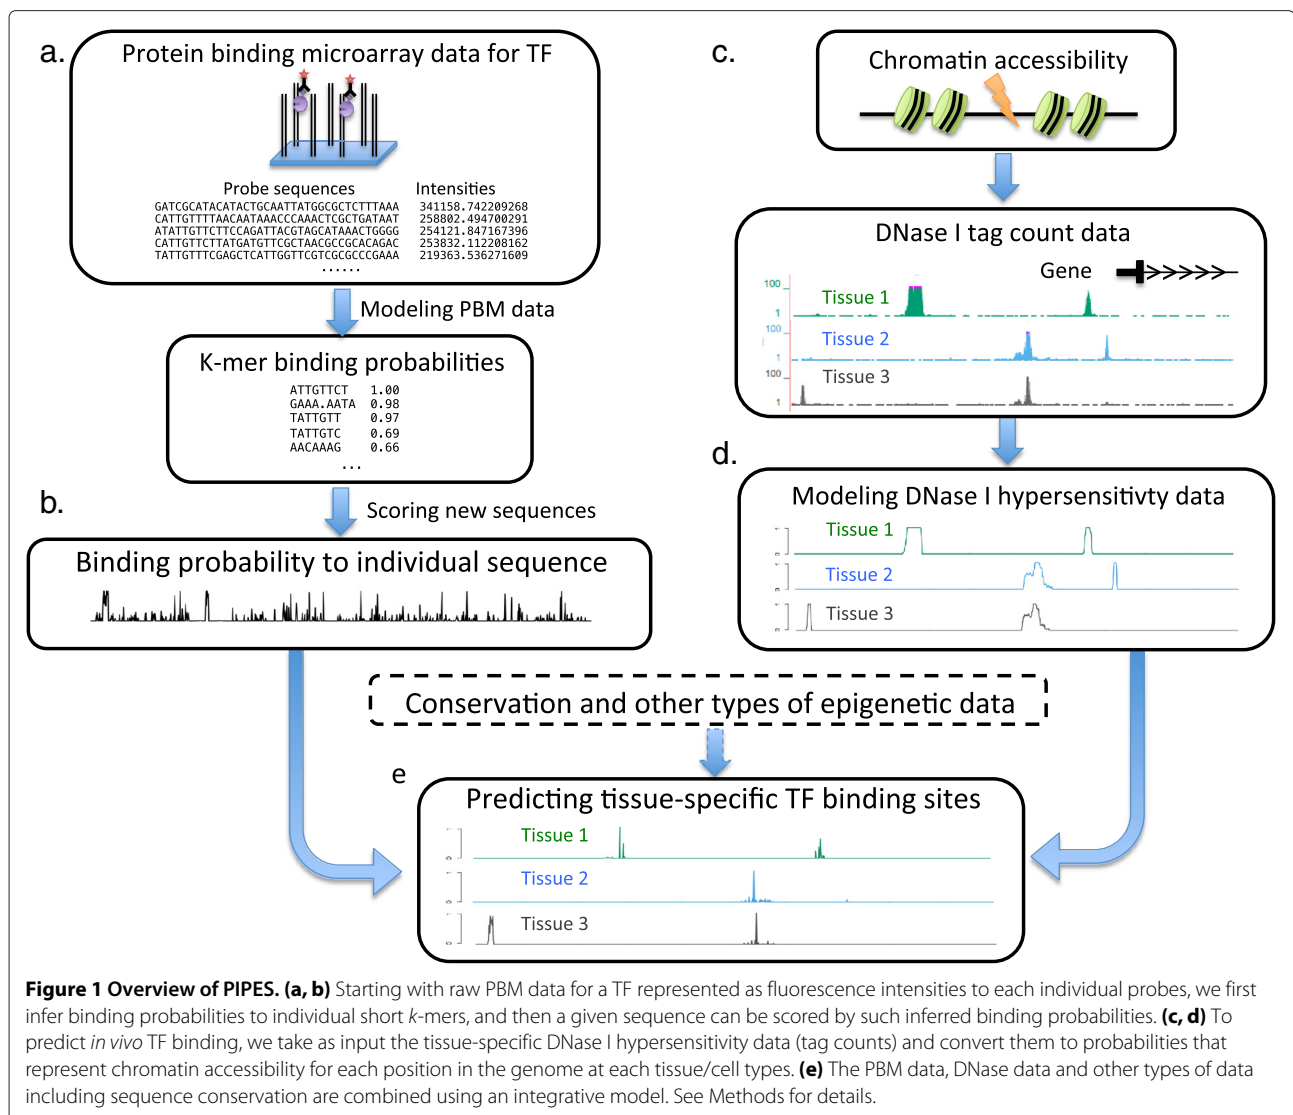 a.
Protein binding microarray data for TF
Probe sequences Intensities
GATCGCATACATACTGCAATTATGGCGCTCTTTAAA 341158.742209268
CATTGTTTTAACAATAAACCCAAACTCGCTGATAAT 258802.494700291
ATATTGTTCTTCCAGATTACGTAGCATAAACTGGGG 254121.847167396
CATTGTTCTTATGATGTTCGCTAACGCCGCACAGAC 253832.112208162
TATTGTTTCGAGCTCATTGGTTCGTCGCGCCCGAAA 219363.536271609
......
Modeling PBM data
K-mer binding probabilities
ATTGTTCT 1.00
GAAA.AATA 0.98
TATTGTT 0.97
TATTGTC 0.69
AACAAAG 0.66
...
b.
Scoring new sequences
Binding probability to individual sequence
c.
Chromatin accessibility
DNase I tag count data
Gene
100
Tissue 1
1
100
Tissue 2
1
100
Tissue 3
1
d.
Modeling DNase I hypersensitivty data
Tissue 1
Tissue 2
Tissue 3
Conservation and other types of epigenetic data
e
Predicting tissue-specific TF binding sites
Tissue 1
Tissue 2
Tissue 3
Figure 1 Overview of PIPES. (a, b) Starting with raw PBM data for a TF represented as fluorescence intensities to each individual probes, we first
infer binding probabilities to individual short k-mers, and then a given sequence can be scored by such inferred binding probabilities. (c, d) To
predict in vivo TF binding, we take as input the tissue-specific DNase I hypersensitivity data (tag counts) and convert them to probabilities that
represent chromatin accessibility for each position in the genome at each tissue/cell types. (e) The PBM data, DNase data and other types of data
including sequence conservation are combined using an integrative model. See Methods for details.